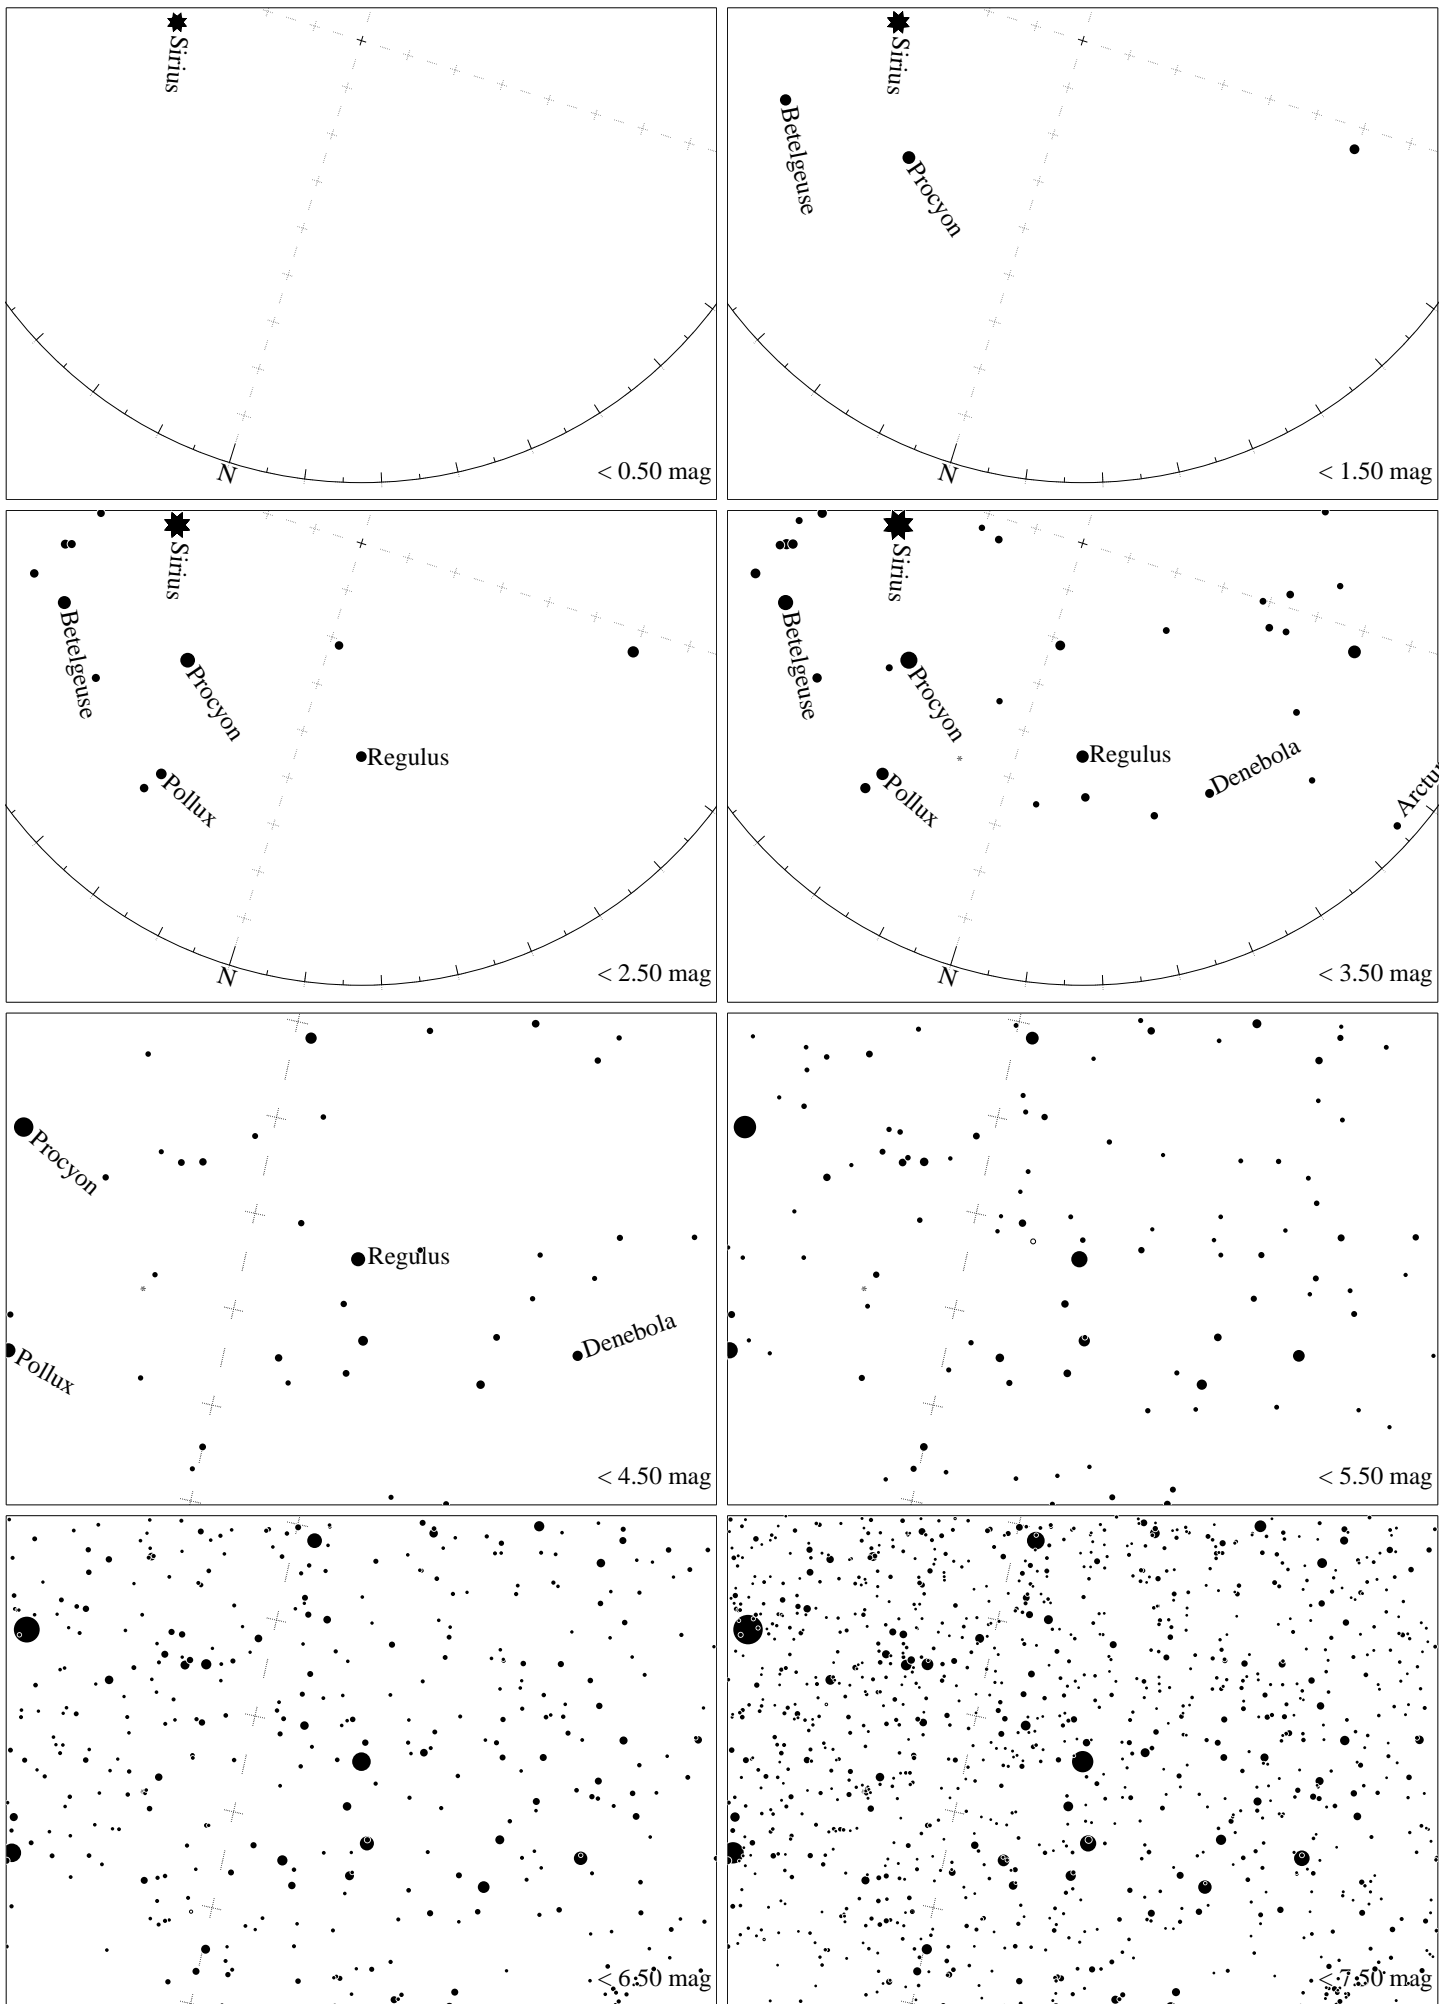 Sirius
N
< 0.50 mag
Sirius
Betelgeuse
Procyon
N
< 1.50 mag
Sirius
Betelgeuse
Procyon
Regulus
Pollux
N
< 2.50 mag
Sirius
Betelgeuse
Procyon
Regulus
Denebola
Pollux
Arctu
N
< 3.50 mag
Procyon
Regulus
Denebola
Pollux
< 4.50 mag
< 5.50 mag
< 6.50 mag
< 7.50 mag